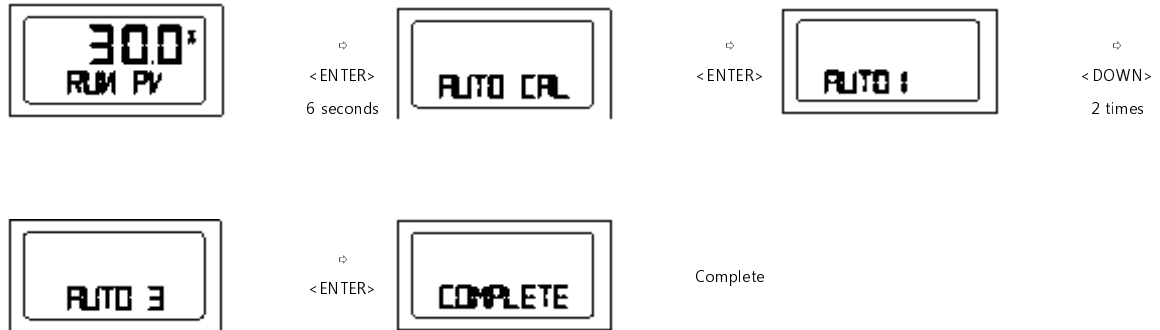 30.0%
RUN PV
⇨
<ENTER>
6 seconds
AUTO CAL
⇨
<ENTER>
AUTO 1
⇨
<DOWN>
2 times
AUTO 3
⇨
<ENTER>
COMPLETE
Complete